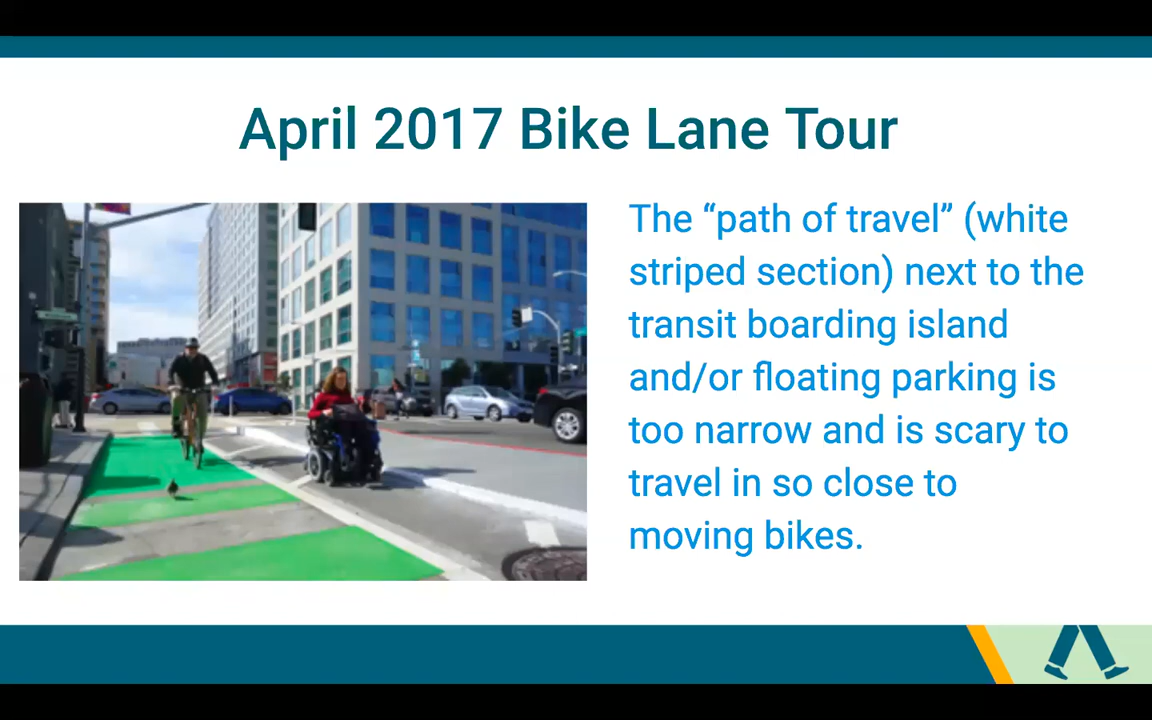 April 2017 Bike Lane Tour
The “path of travel” (white
striped section) next to the
transit boarding island
and/or floating parking is
too narrow and is scary to
travel in so close to
moving bikes.